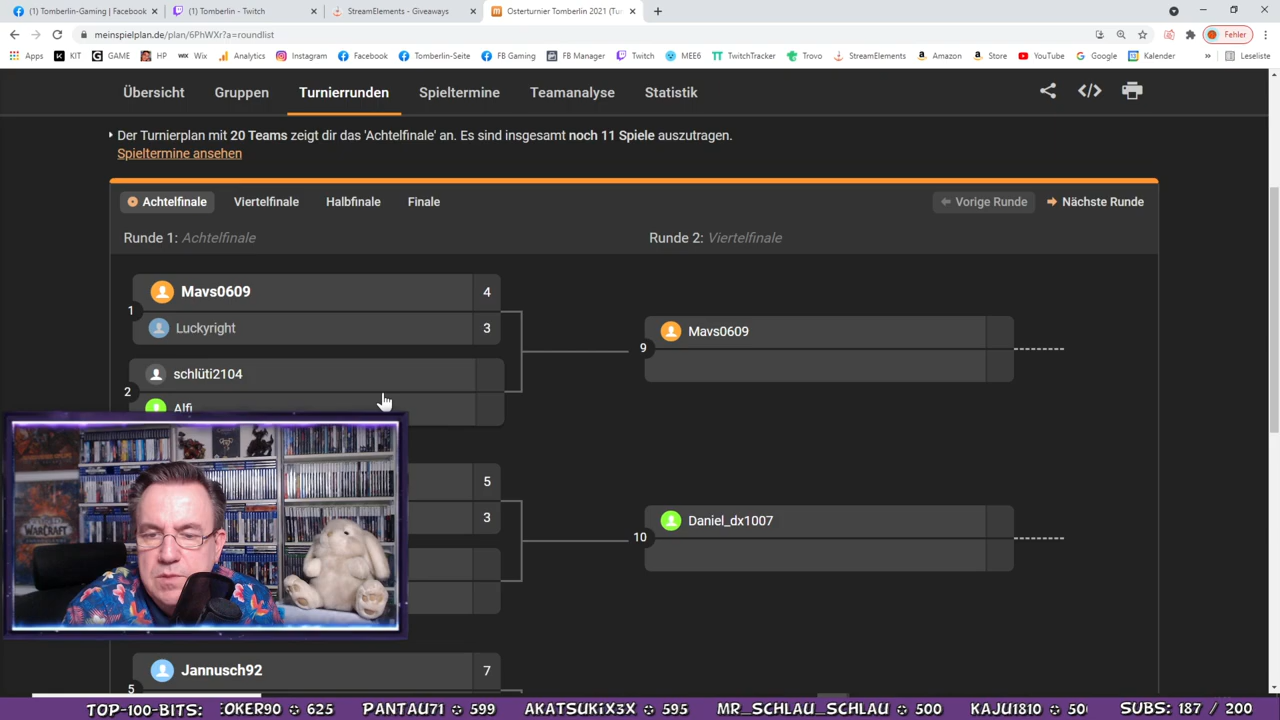 (1) Tomberlin-Gaming | Facebook
(1) Tomberlin - Twitch
StreamElements - Giveaways
Osterturnier Tomberlin 2021 (Tur
meinspielplan.de/plan/6PhWXr?a=roundlist
Fehler
Apps
KIT
GAME
HP
Wix
Analytics
Instagram
Facebook
Tomberlin-Seite
FB Gaming
FB Manager
Twitch
MEE6
TwitchTracker
Trovo
StreamElements
Amazon
Store
YouTube
Google
Kalender
»
Leseliste
Übersicht
Gruppen
Turnierrunden
Spieltermine
Teamanalyse
Statistik
Der Turnierplan mit 20 Teams zeigt dir das 'Achtelfinale' an. Es sind insgesamt noch 11 Spiele auszutragen.
Spieltermine ansehen
Achtelfinale
Viertelfinale
Halbfinale
Finale
Vorige Runde
Nächste Runde
Runde 1: Achtelfinale
Runde 2: Viertelfinale
Mavs0609 4
1
Luckyright 3
Mavs0609
9
schlüti2104
2
Alfi
5
3
Daniel_dx1007
10
WARCRAFT
Jannusch92 7
5
TOP-100-BITS: :OKER90 625 PANTAU71 599 AKATSUKIX3X 595 MR_SCHLAU_SCHLAU 500 KAJU1810 50 SUBS: 187 / 200